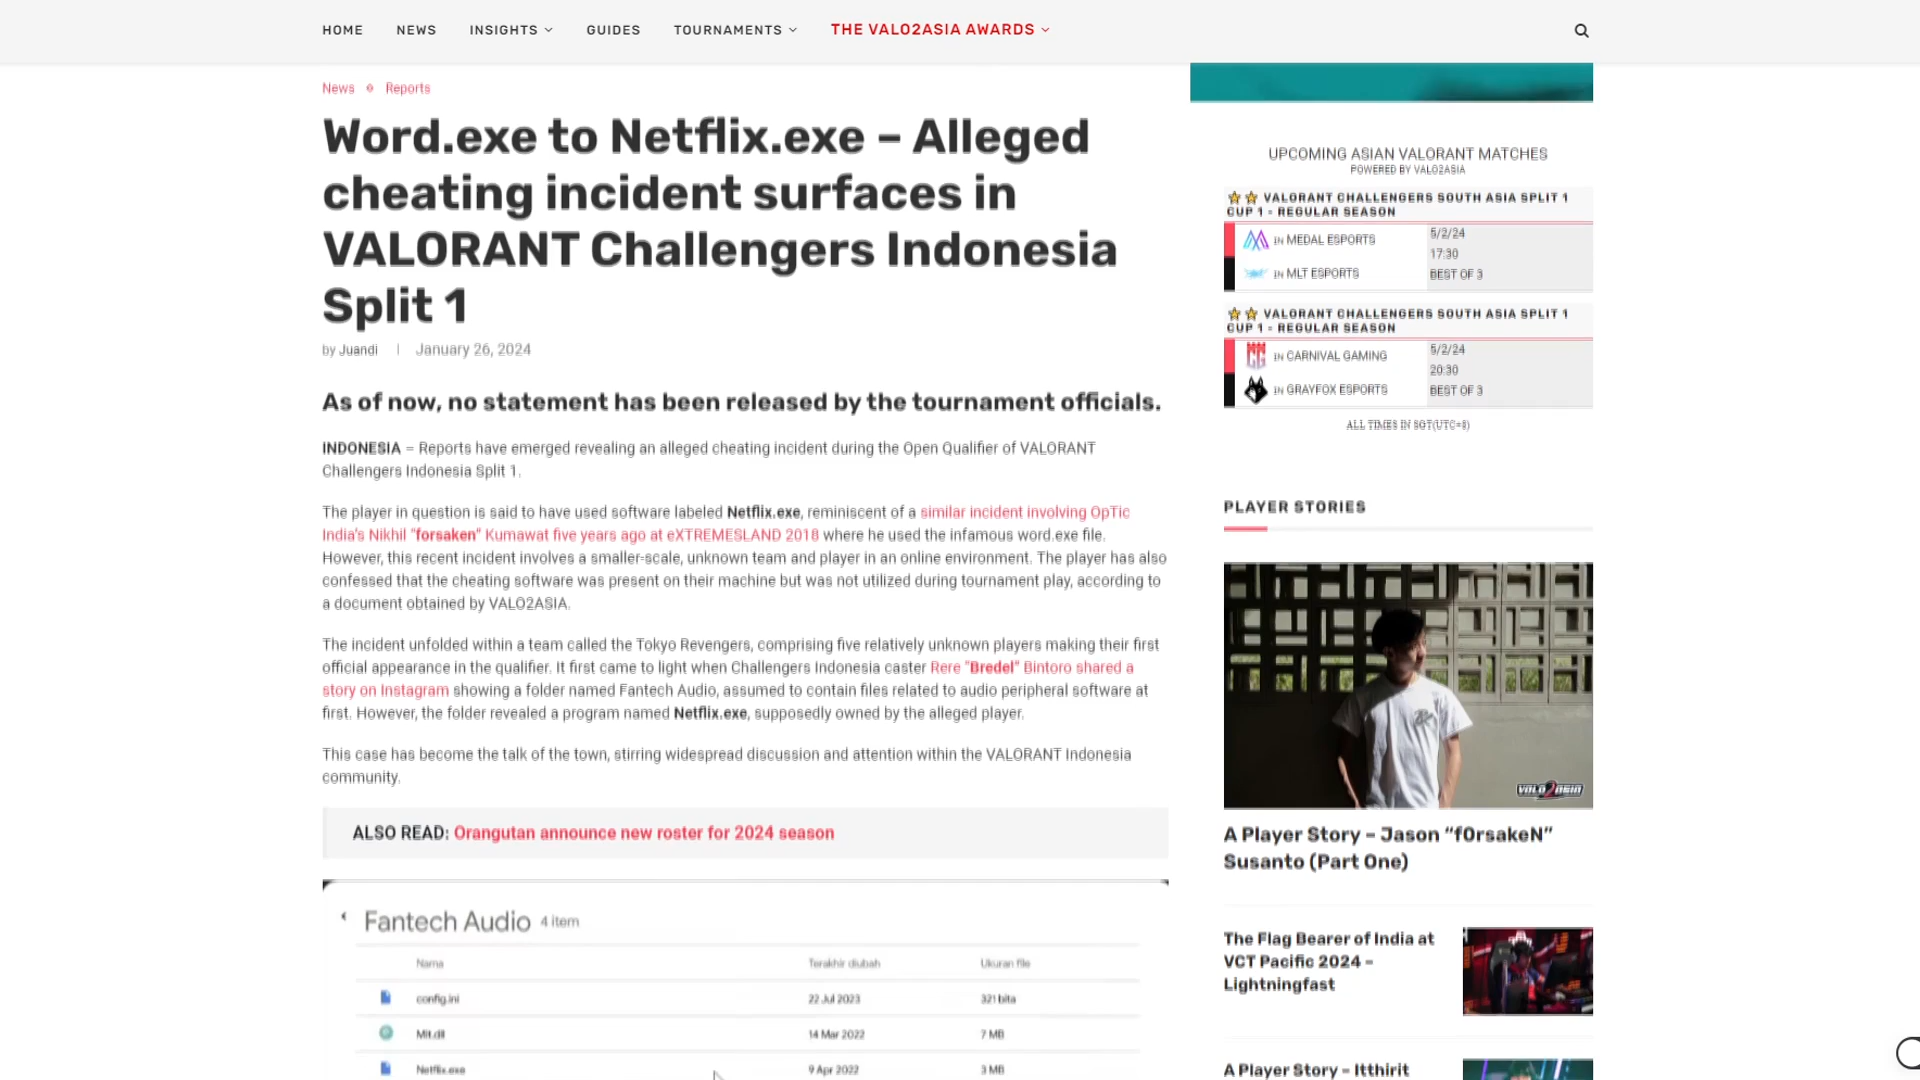 HOME NEWS INSIGHTS GUIDES TOURNAMENTS THE VALO2ASIA AWARDS
News Reports
Word.exe to Netflix.exe – Alleged
cheating incident surfaces in
VALORANT Challengers Indonesia
Split 1
by Juandi January 26, 2024
As of now, no statement has been released by the tournament officials.
INDONESIA – Reports have emerged revealing an alleged cheating incident during the Open Qualifier of VALORANT
Challengers Indonesia Split 1.
The player in question is said to have used software labeled Netflix.exe, reminiscent of a similar incident involving OpTic
India's Nikhil "forsaken" Kumawat five years ago at eXTREMESLAND 2018 where he used the infamous word.exe file.
However, this recent incident involves a smaller-scale, unknown team and player in an online environment. The player has also
confessed that the cheating software was present on their machine but was not utilized during tournament play, according to
a document obtained by VALO2ASIA.
The incident unfolded within a team called the Tokyo Revengers, comprising five relatively unknown players making their first
official appearance in the qualifier. It first came to light when Challengers Indonesia caster Rere "Bredel" Bintoro shared a
story on Instagram showing a folder named Fantech Audio, assumed to contain files related to audio peripheral software at
first. However, the folder revealed a program named Netflix.exe, supposedly owned by the alleged player.
This case has become the talk of the town, stirring widespread discussion and attention within the VALORANT Indonesia
community.
ALSO READ: Orangutan announce new roster for 2024 season
Fantech Audio 4 item
Nama Terakhir diubah Ukuran file
config.ini 22 Jul 2023 321 bita
Mit.dll 14 Mar 2022 7 MB
Netflix.exe 9 Apr 2022 3 MB
UPCOMING ASIAN VALORANT MATCHES
POWERED BY VALO2ASIA
VALORANT CHALLENGERS SOUTH ASIA SPLIT 1
CUP 1 - REGULAR SEASON
IN MEDAL ESPORTS 5/2/24
17:30
IN MLT ESPORTS BEST OF 3
VALORANT CHALLENGERS SOUTH ASIA SPLIT 1
CUP 1 - REGULAR SEASON
IN CARNIVAL GAMING 5/2/24
20:30
IN GRAYFOX ESPORTS BEST OF 3
ALL TIMES IN SGT(UTC+8)
PLAYER STORIES
VALO2ASIA
A Player Story – Jason “f0rsakeN”
Susanto (Part One)
The Flag Bearer of India at
VCT Pacific 2024 –
Lightningfast
A Player Story – Itthirit